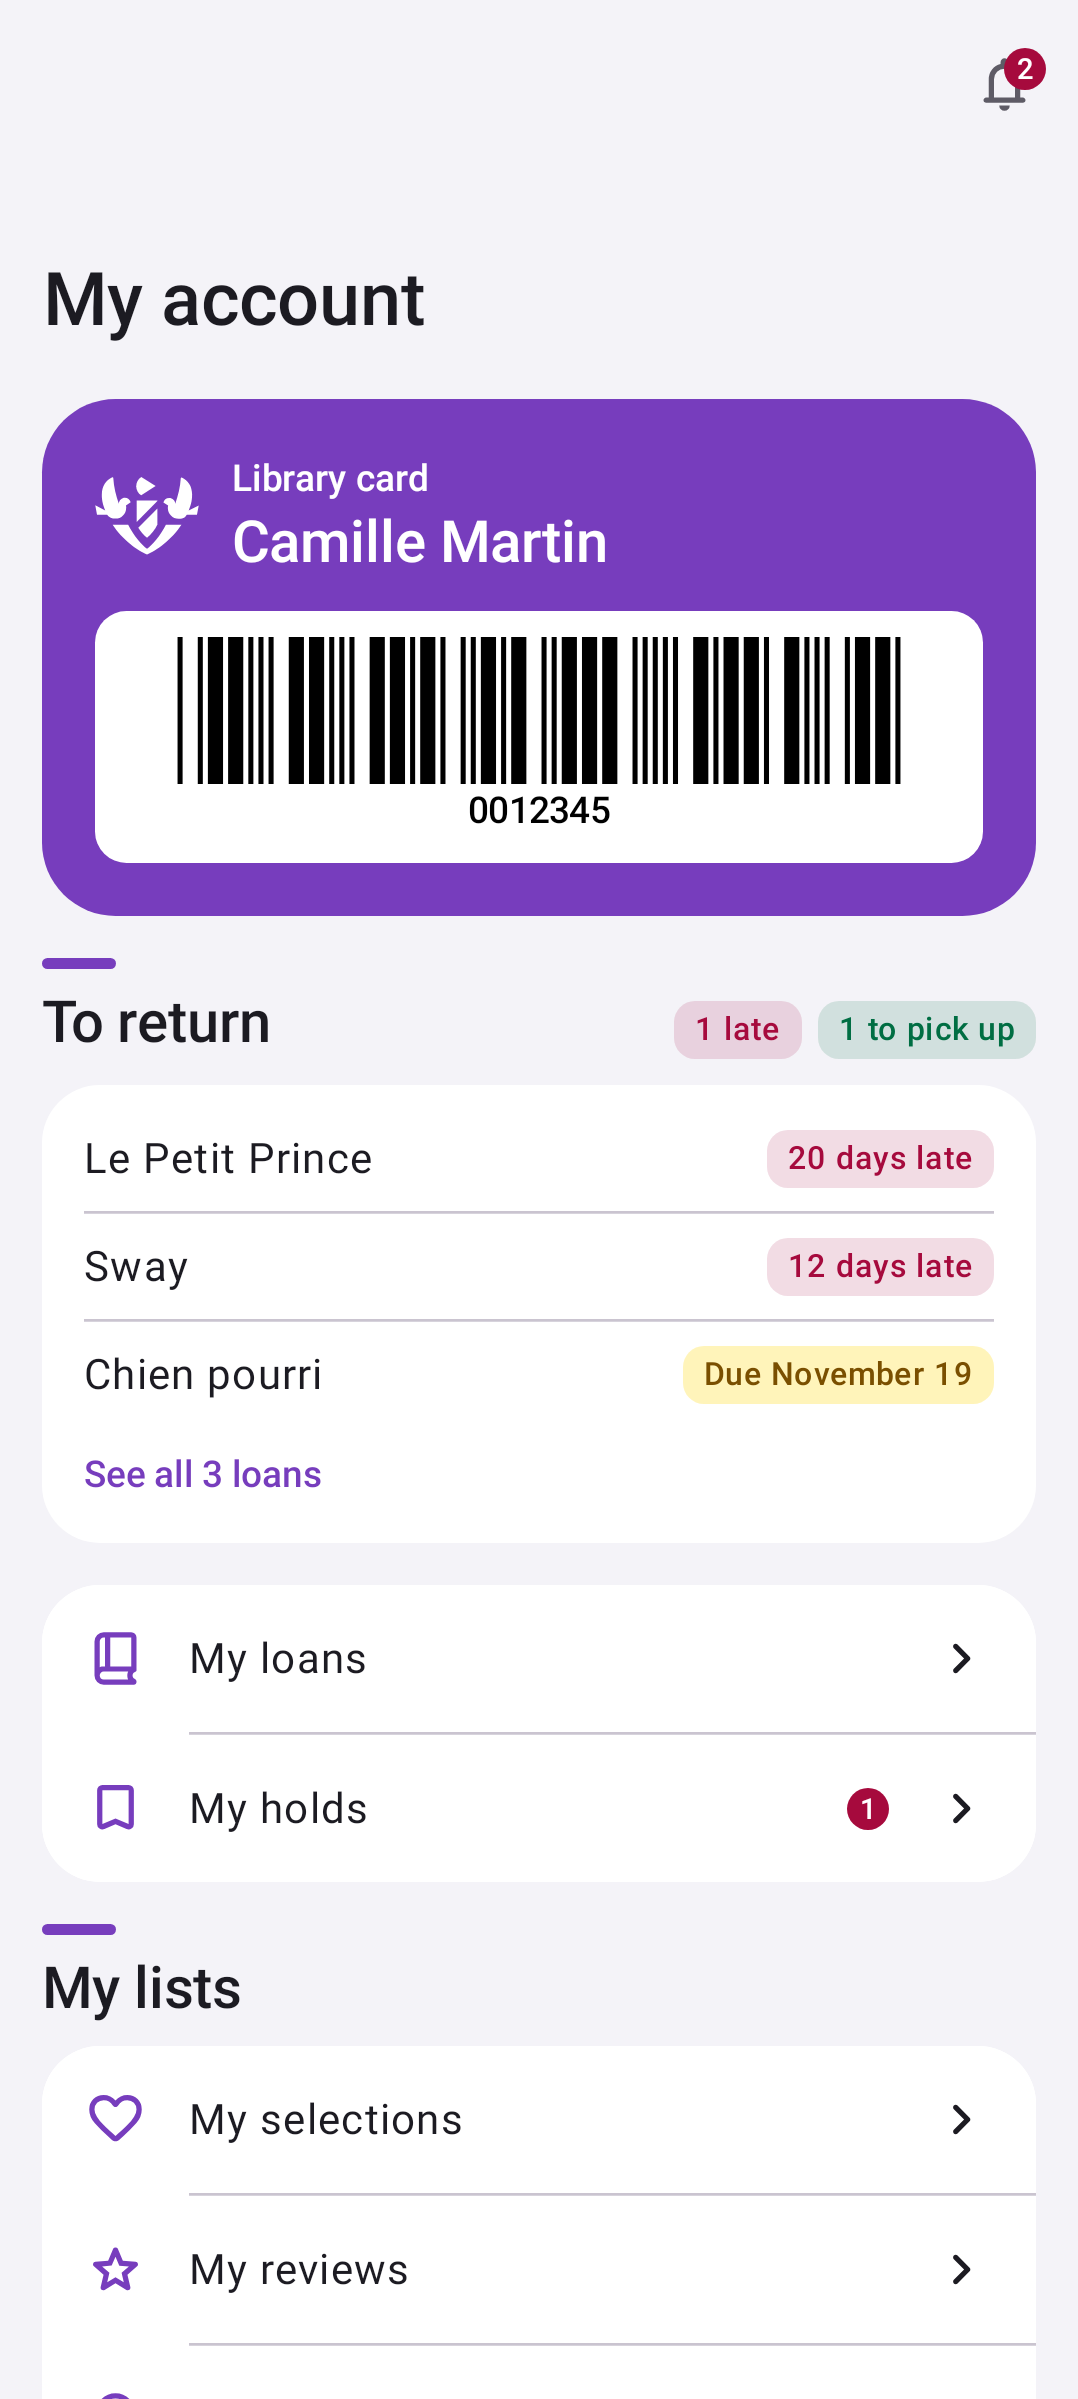 2
My account
Library card
Camille Martin
0012345
To return
1 late
1 to pick up
Le Petit Prince
20 days late
Sway
12 days late
Chien pourri
Due November 19
See all 3 loans
My loans
My holds
1
My lists
My selections
My reviews